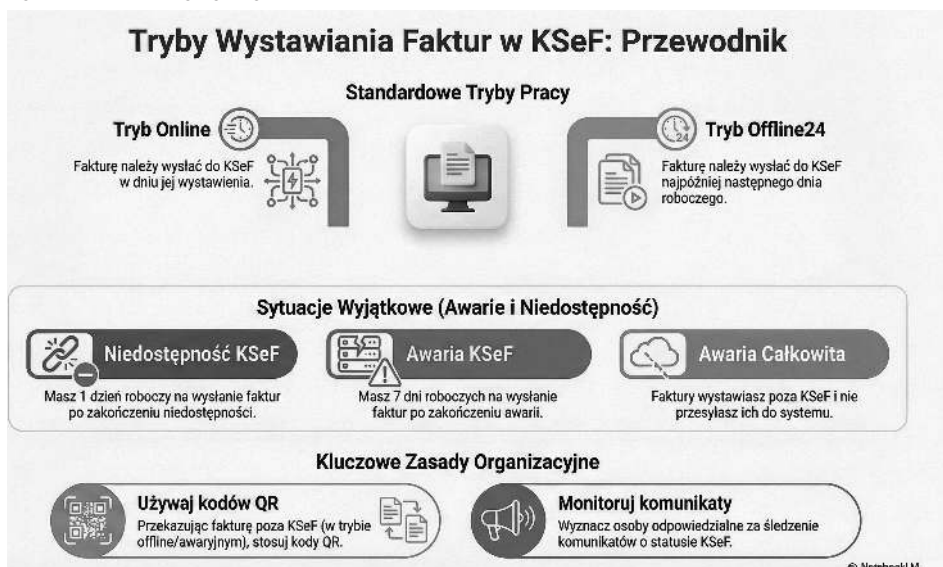 Tryby Wystawiania Faktur w KSeF: Przewodnik
Standardowe Tryby Pracy
Tryb Online
Fakturę należy wysłać do KSeF
w dniu jej wystawienia.
24
Tryb Offline24
Fakturę należy wysłać do KSeF
najpóźniej następnego dnia
roboczego.
Sytuacje Wyjątkowe (Awarie i Niedostępność)
Niedostępność KSeF
Masz 1 dzień roboczy na wysłanie faktur
po zakończeniu niedostępności.
Awaria KSeF
Masz 7 dni roboczych na wysłanie
faktur po zakończeniu awarii.
Awaria Całkowita
Faktury wystawiasz poza KSeF i nie
przesyłasz ich do systemu.
Kluczowe Zasady Organizacyjne
Używaj kodów QR
Przekazując fakturę poza KSeF (w trybie
offline/awaryjnym), stosuj kody QR.
Monitoruj komunikaty
Wyznacz osoby odpowiedzialne za śledzenie
komunikatów o statusie KSeF.